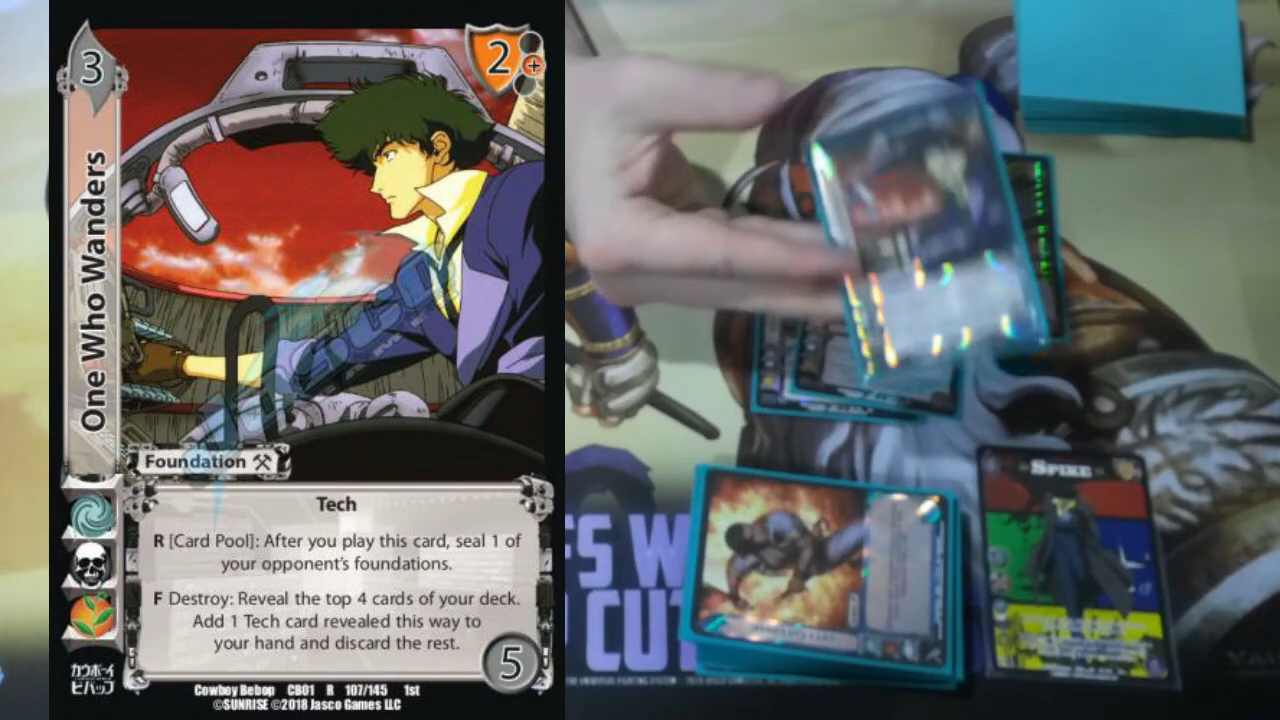 3
2
+
One Who Wanders
Foundation
Tech
R [Card Pool]: After you play this card, seal 1 of
your opponent's foundations.
F Destroy: Reveal the top 4 cards of your deck.
Add 1 Tech card revealed this way to
your hand and discard the rest.
5
カウボーイ
ビバップ
Cowboy Bebop CB01 R 107/145 1st
©SUNRISE ©2018 Jasco Games LLC
SPIKE